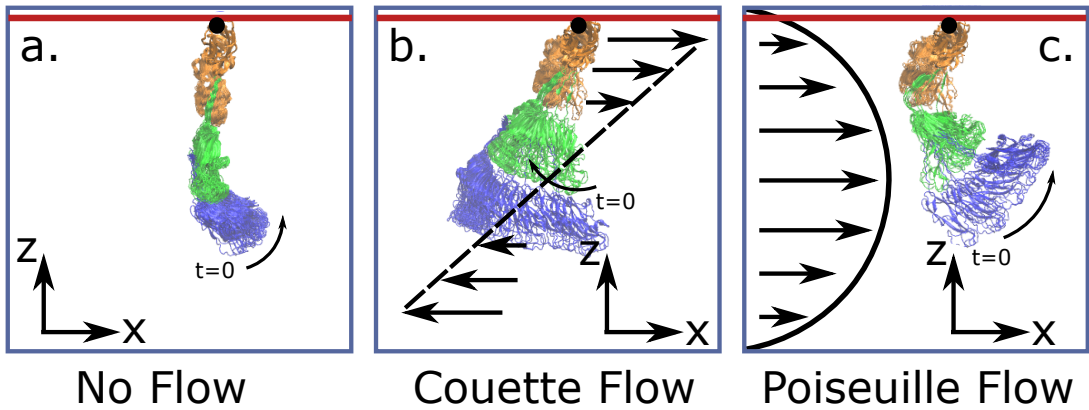 a.
z
t=0
x
No Flow
b.
t=0
z
x
Couette Flow
c.
z
t=0
x
Poiseuille Flow